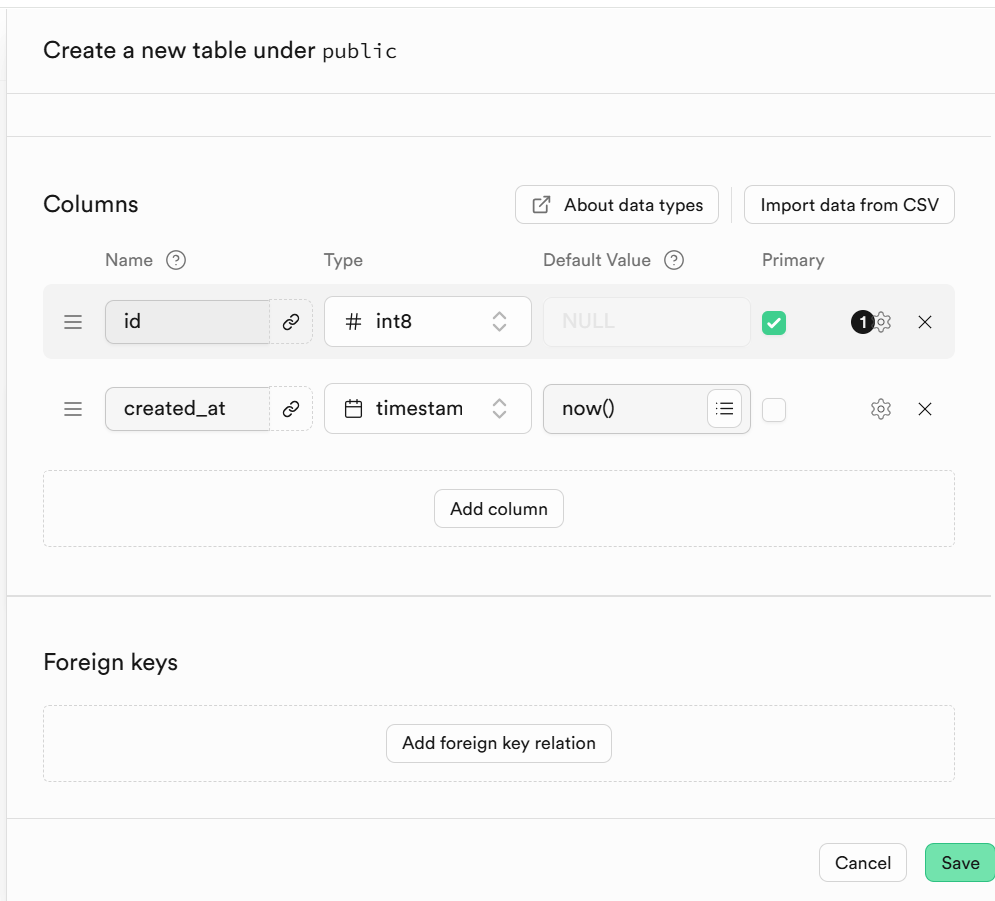 Create a new table under public
Columns
About data types
Import data from CSV
Name ? Type Default Value ? Primary
id # int8 NULL 1
created_at timestam now()
Add column
Foreign keys
Add foreign key relation
Cancel Save